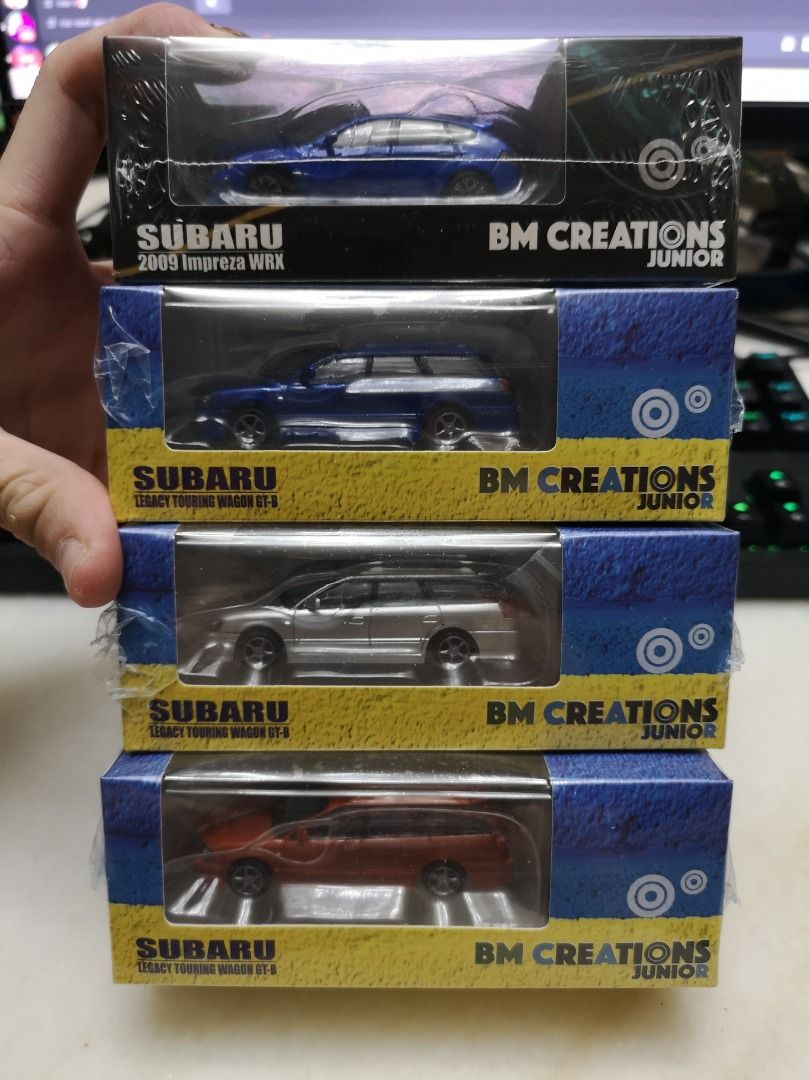 SUBARU
2009 Impreza WRX
BM CREATIONS
JUNIOR
SUBARU
LEGACY TOURING WAGON GT-B
BM CREATIONS
JUNIOR
SUBARU
LEGACY TOURING WAGON GT-B
BM CREATIONS
JUNIOR
SUBARU
LEGACY TOURING WAGON GT-B
BM CREATIONS
JUNIOR